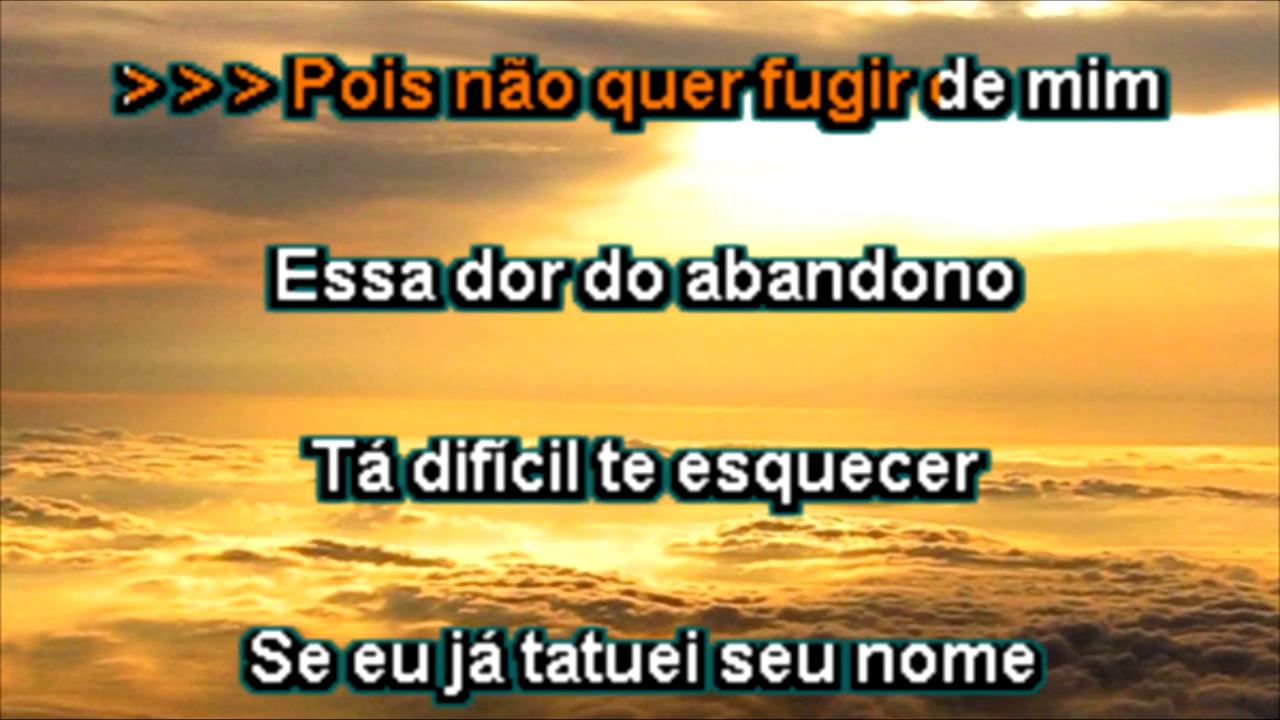 >>> Pois não quer fugir de mim
Essa dor do abandono
Tá difícil te esquecer
Se eu já tatuei seu nome